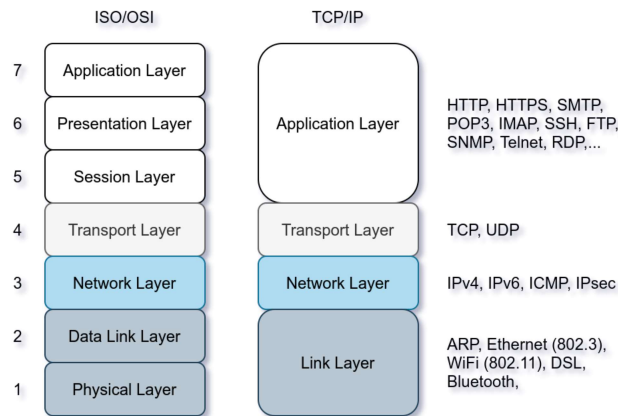 ISO/OSI
TCP/IP
7
Application Layer
6
Presentation Layer
5
Session Layer
4
Transport Layer
3
Network Layer
2
Data Link Layer
1
Physical Layer
Application Layer
Transport Layer
Network Layer
Link Layer
HTTP, HTTPS, SMTP,
POP3, IMAP, SSH, FTP,
SNMP, Telnet, RDP,...
TCP, UDP
IPv4, IPv6, ICMP, IPsec
ARP, Ethernet (802.3),
WiFi (802.11), DSL,
Bluetooth,